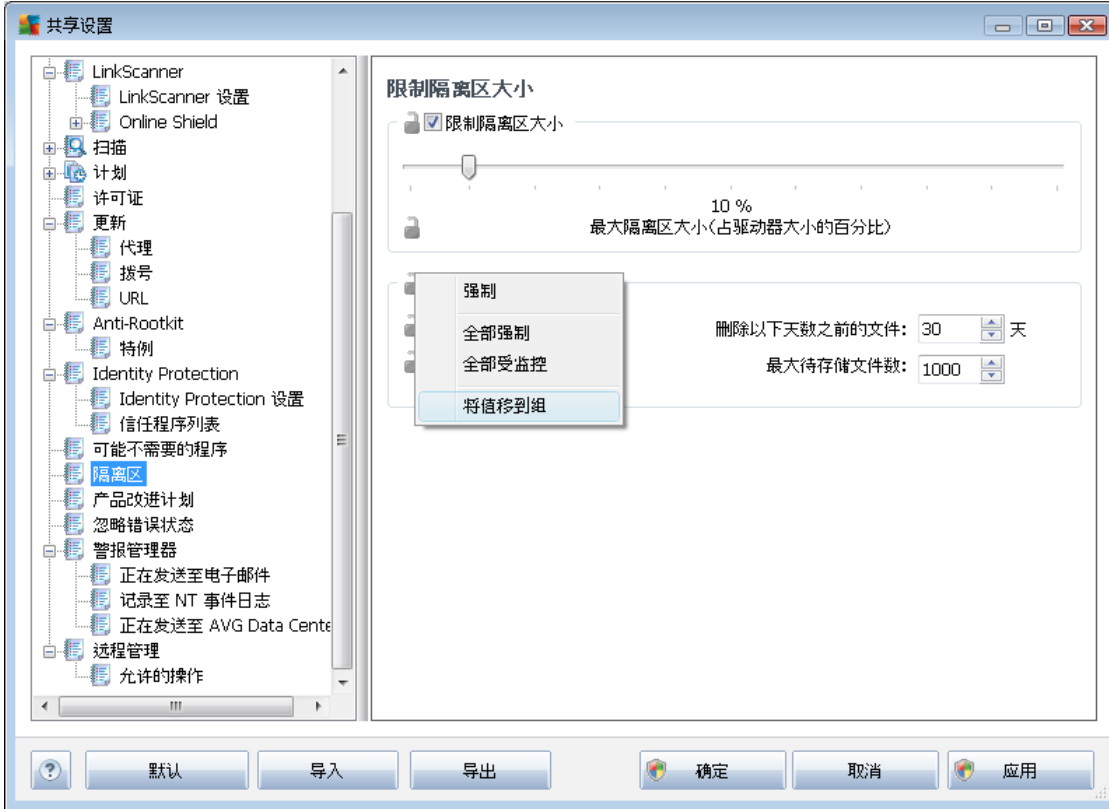 共享设置
LinkScanner
LinkScanner 设置
Online Shield
扫描
计划
许可证
更新
代理
拨号
URL
Anti-Rootkit
特例
Identity Protection
Identity Protection 设置
信任程序列表
可能不需要的程序
隔离区
产品改进计划
忽略错误状态
警报管理器
正在发送至电子邮件
记录至 NT 事件日志
正在发送至 AVG Data Cente
远程管理
允许的操作
限制隔离区大小
限制隔离区大小
10 %
最大隔离区大小(占驱动器大小的百分比)
强制
全部强制
全部受监控
将值移到组
删除以下天数之前的文件: 30 天
最大待存储文件数: 1000
? 默认 导入 导出 确定 取消 应用